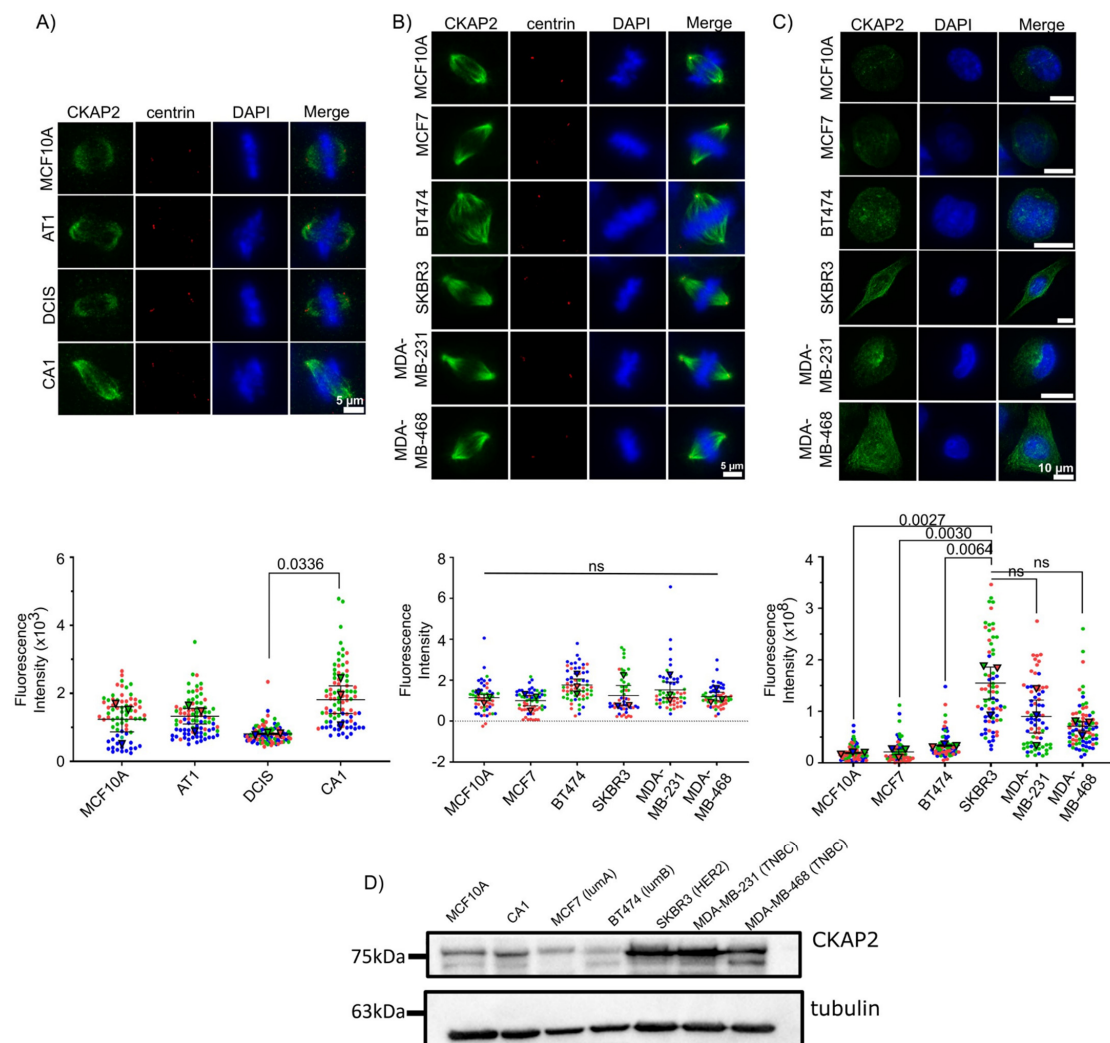 A)
CKAP2 centrin DAPI Merge
MCF10A
AT1
DCIS
CA1
5 µm
B)
CKAP2 centrin DAPI Merge
MCF10A
MCF7
BT474
SKBR3
MDA-
MB-231
MDA-
MB-468
5 µm
C)
CKAP2 DAPI Merge
MCF10A
MCF7
BT474
SKBR3
MDA-
MB-231
MDA-
MB-468
10 µm
Fluorescence
Intensity (x10³)
6
4
2
0
0.0336
MCF10A
AT1
DCIS
CA1
Fluorescence
Intensity
8
6
4
2
0
-2
ns
MCF10A
MCF7
BT474
SKBR3
MDA-
MB-231
MDA-
MB-468
Fluorescence
Intensity (x10⁸)
4
3
2
1
0
0.0027
0.0030
0.0064
ns
ns
MCF10A
MCF7
BT474
SKBR3
MDA-
MB-231
MDA-
MB-468
D)
MCF10A
CA1
MCF7 (lumA)
BT474 (lumB)
SKBR3 (HER2)
MDA-MB-231 (TNBC)
MDA-MB-468 (TNBC)
75kDa
CKAP2
63kDa
tubulin